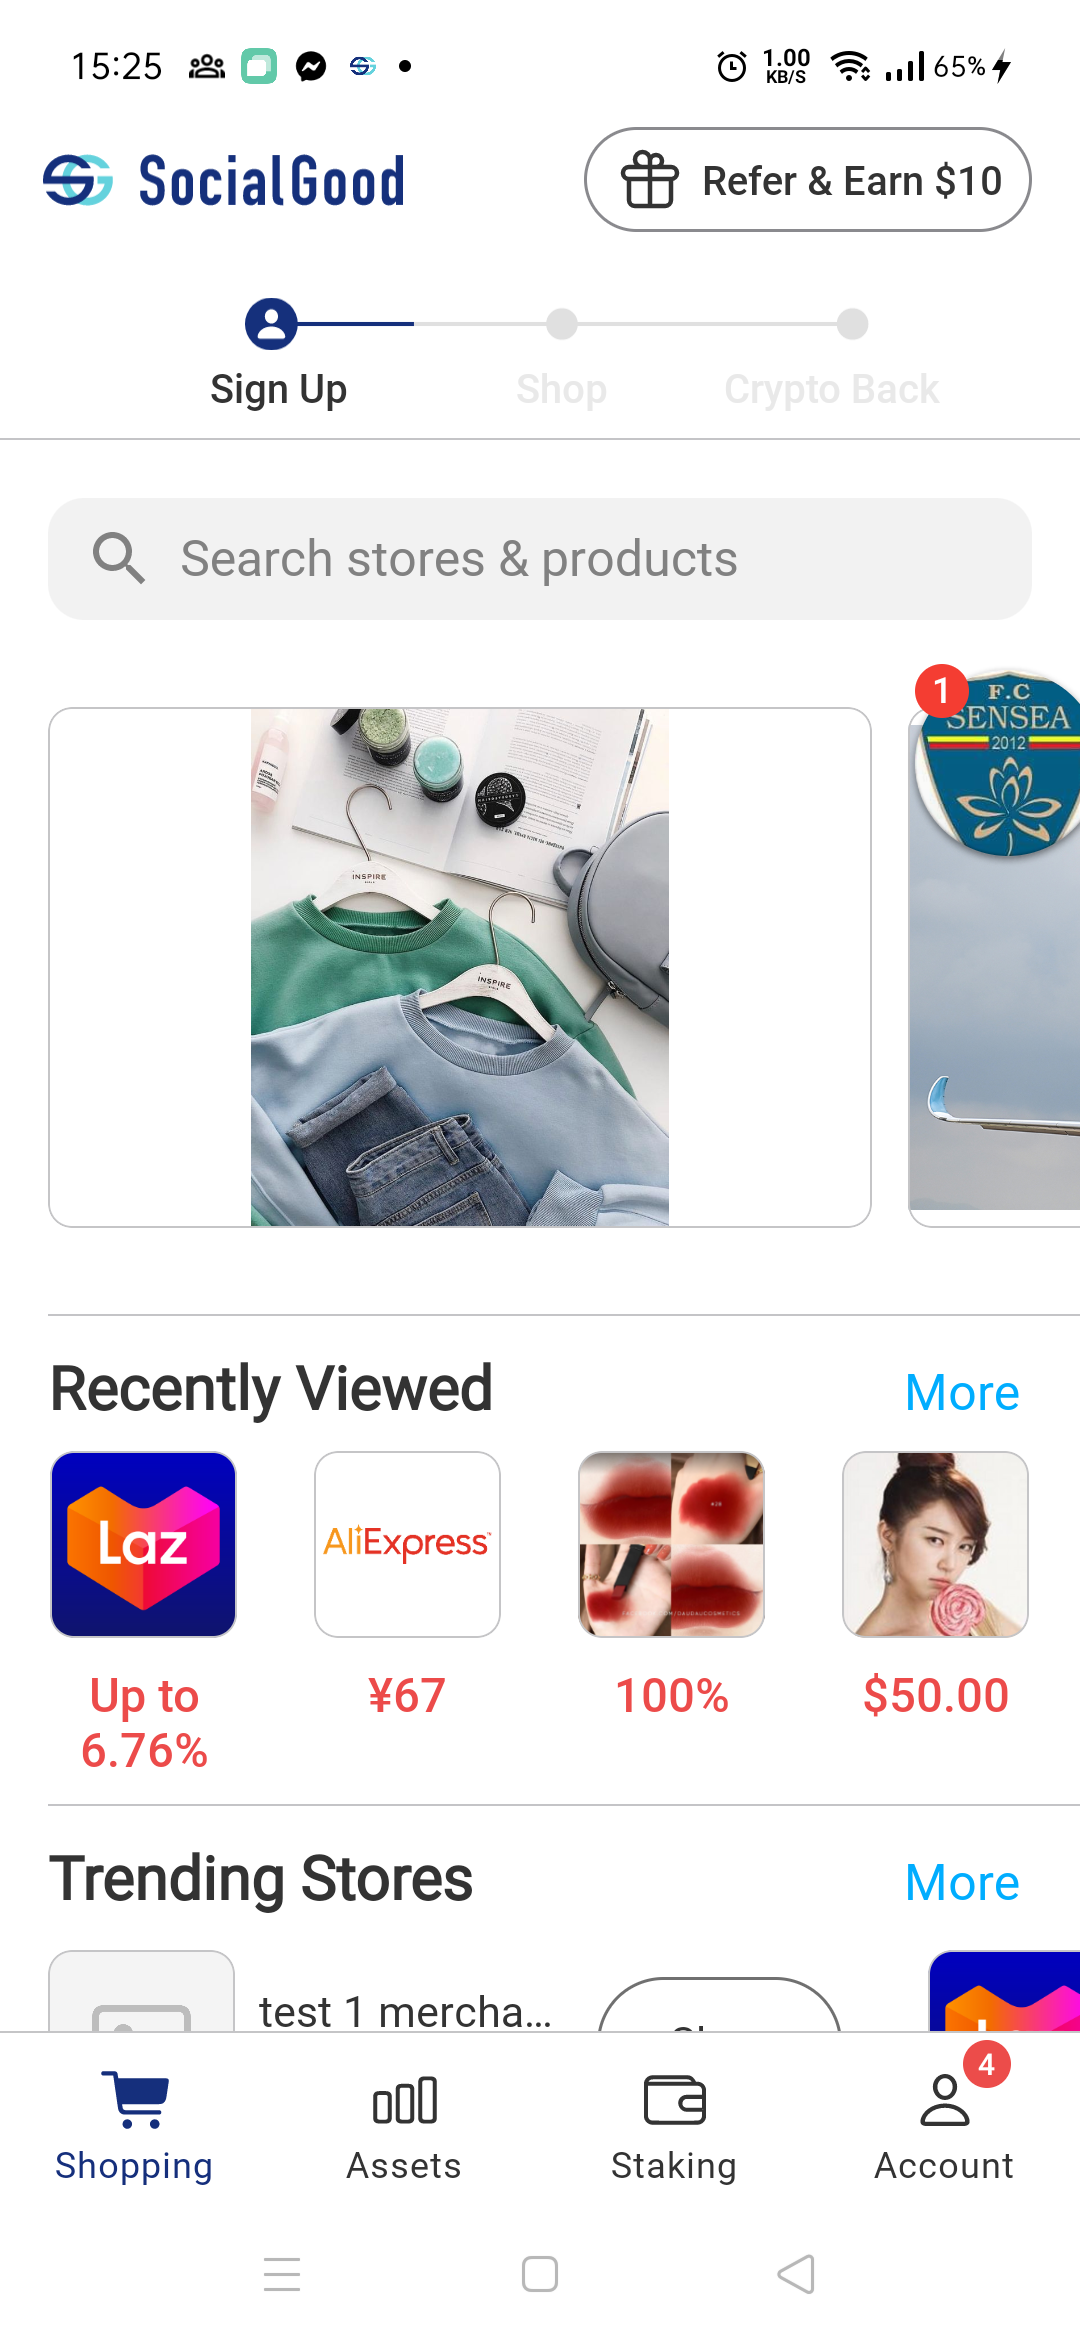 15:25
1.00
KB/S
65%
SocialGood
Refer & Earn $10
Sign Up
Shop
Crypto Back
Search stores & products
1
F.C
SENSEA
2012
INSPIRE
INSPIRE
Recently Viewed
More
Laz
AliExpress
Up to
6.76%
¥67
100%
$50.00
Trending Stores
More
test 1 mercha...
4
Shopping
Assets
Staking
Account